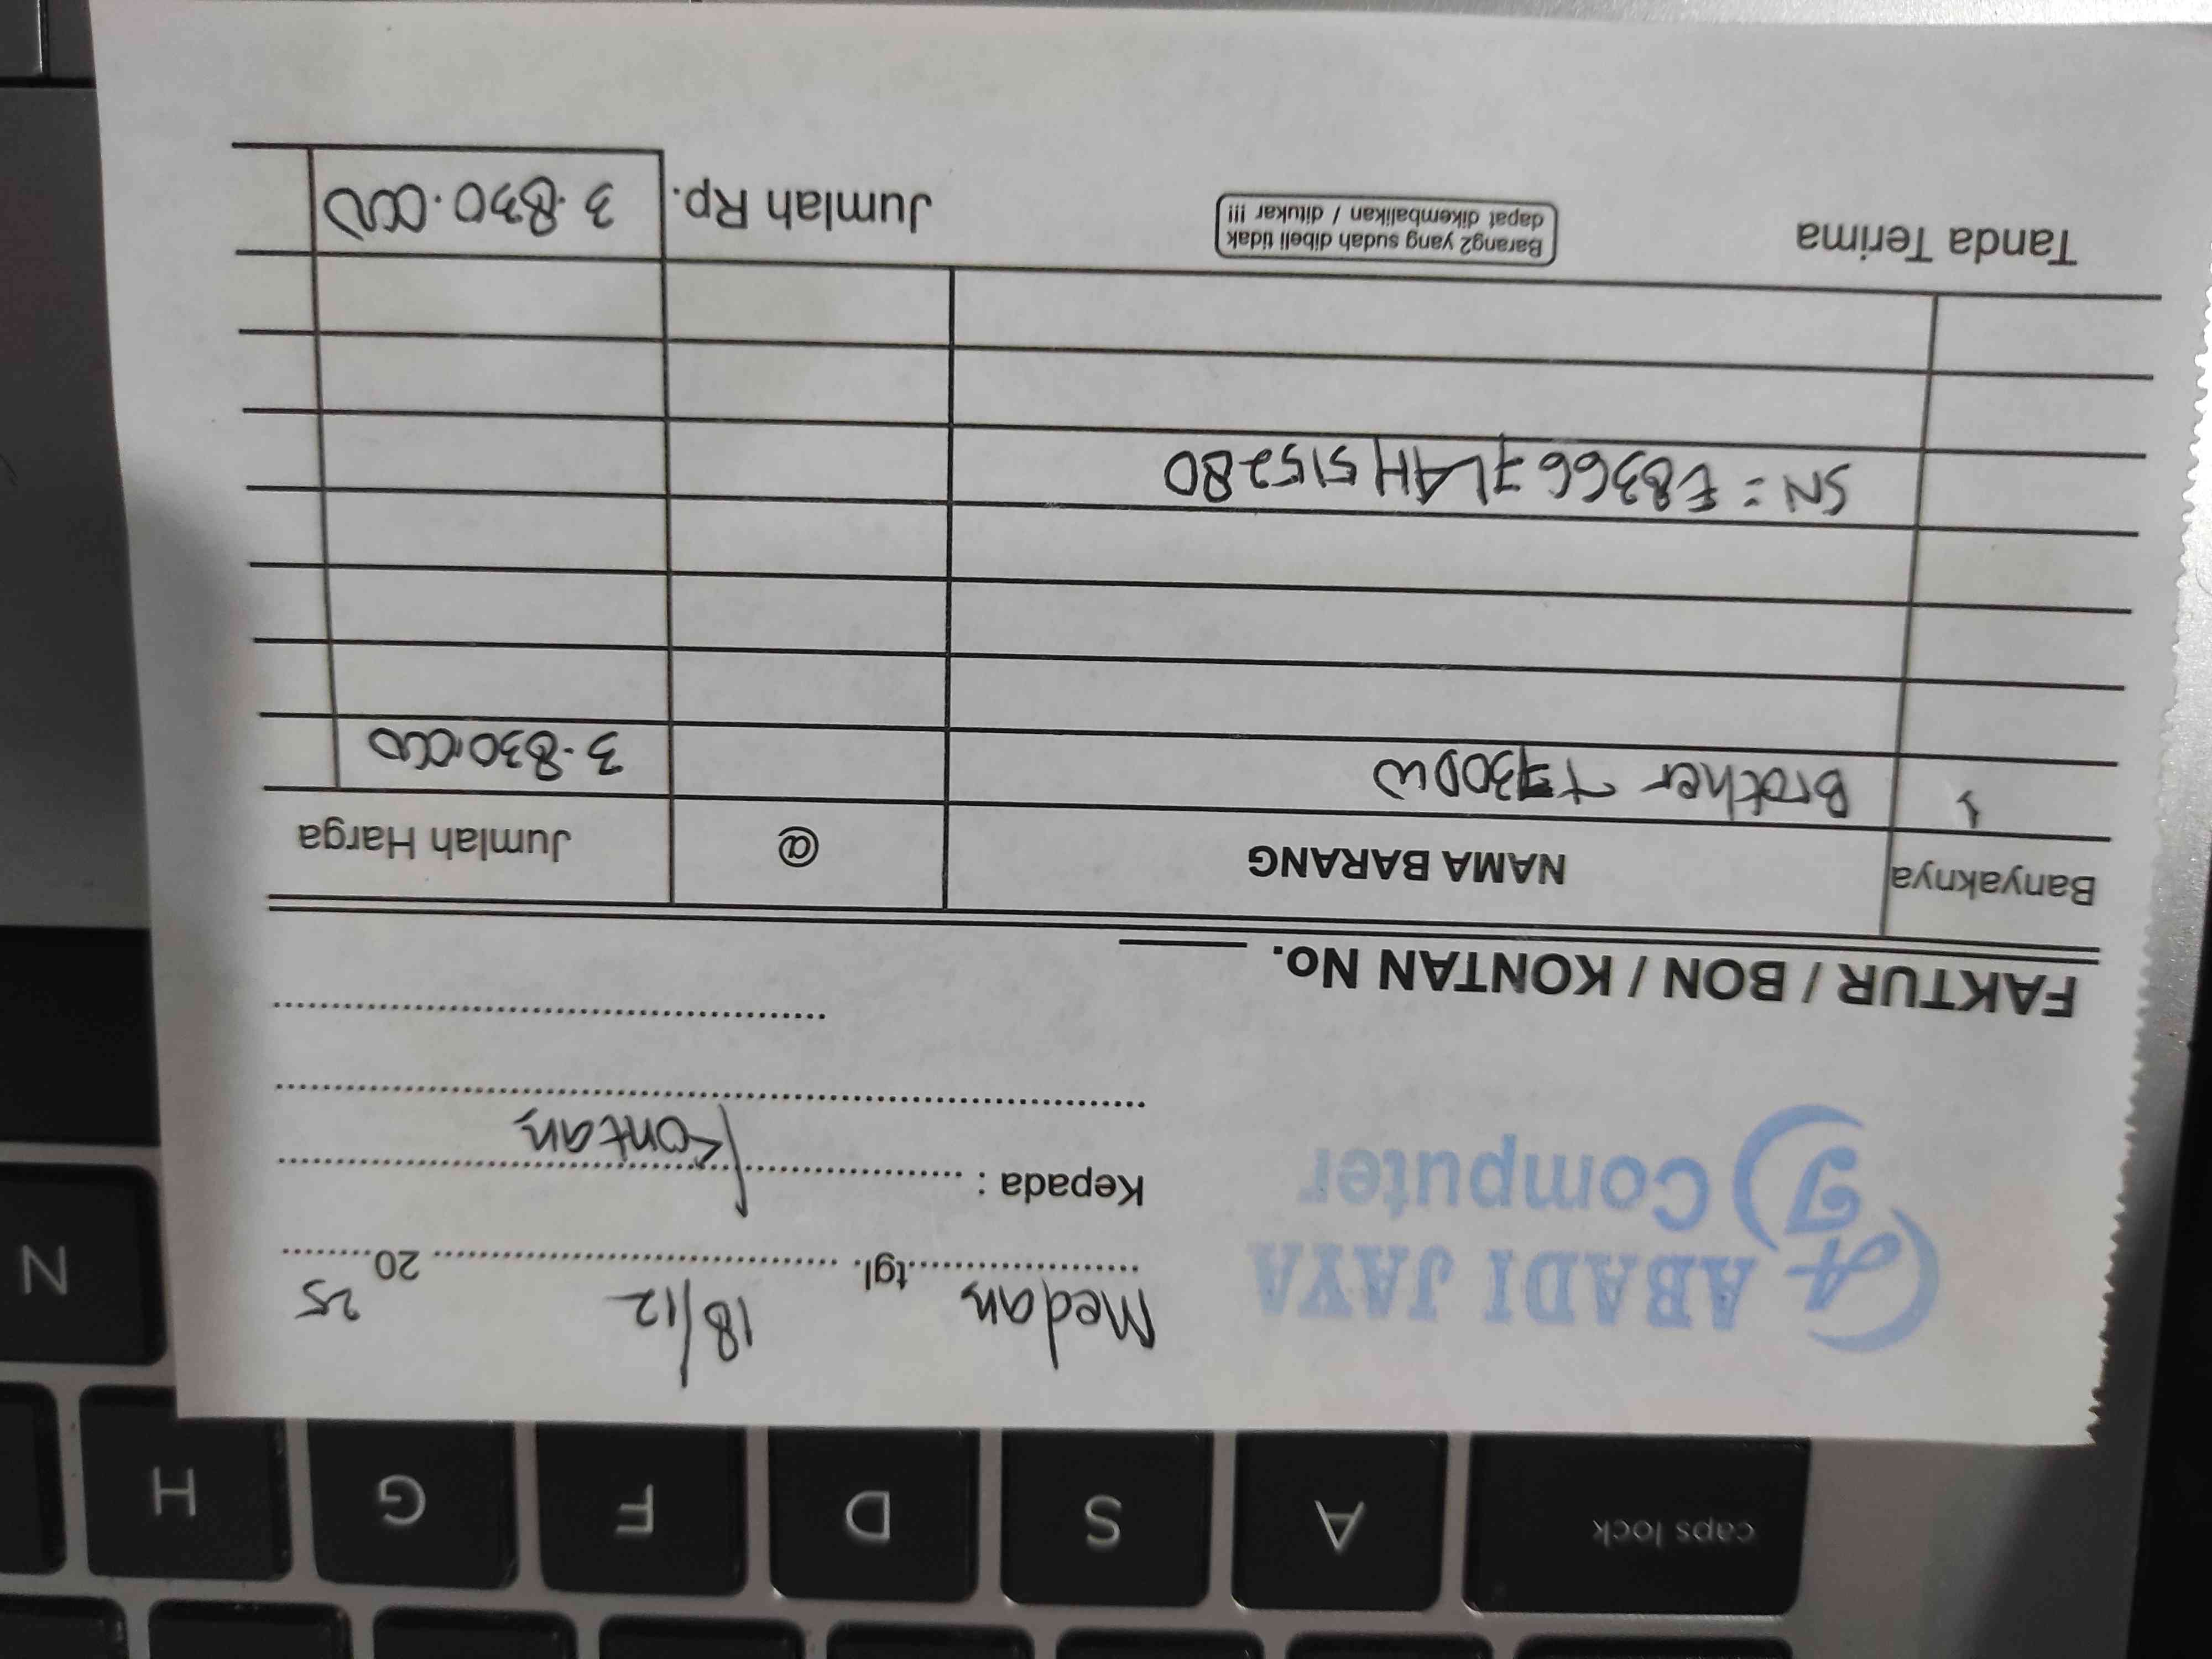 ABADI JAYA
Computer
Medan tgl. 18/12 20 25
Kepada : Kontan
FAKTUR / BON / KONTAN No.
Banyaknya NAMA BARANG @ Jumlah Harga
1 Brother T730DW 3.830.000
SN = E83667LAH515280
Tanda Terima
Barang2 yang sudah dibeli tidak
dapat dikembalikan / ditukar !!!
Jumlah Rp. 3.830.000
caps lock A S D F G H
N